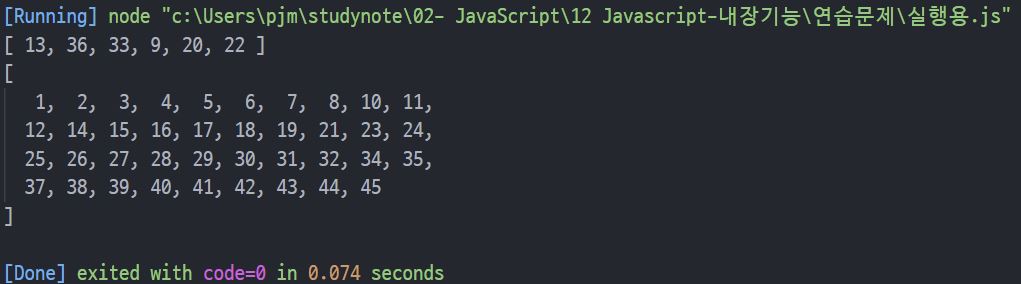 [Running] node "c:\Users\pjm\studynote\02- JavaScript\12 Javascript-내장기능\연습문제\실행용.js"
[ 13, 36, 33, 9, 20, 22 ]
[
   1,  2,  3,  4,  5,  6,  7,  8, 10, 11,
  12, 14, 15, 16, 17, 18, 19, 21, 23, 24,
  25, 26, 27, 28, 29, 30, 31, 32, 34, 35,
  37, 38, 39, 40, 41, 42, 43, 44, 45
]
[Done] exited with code=0 in 0.074 seconds